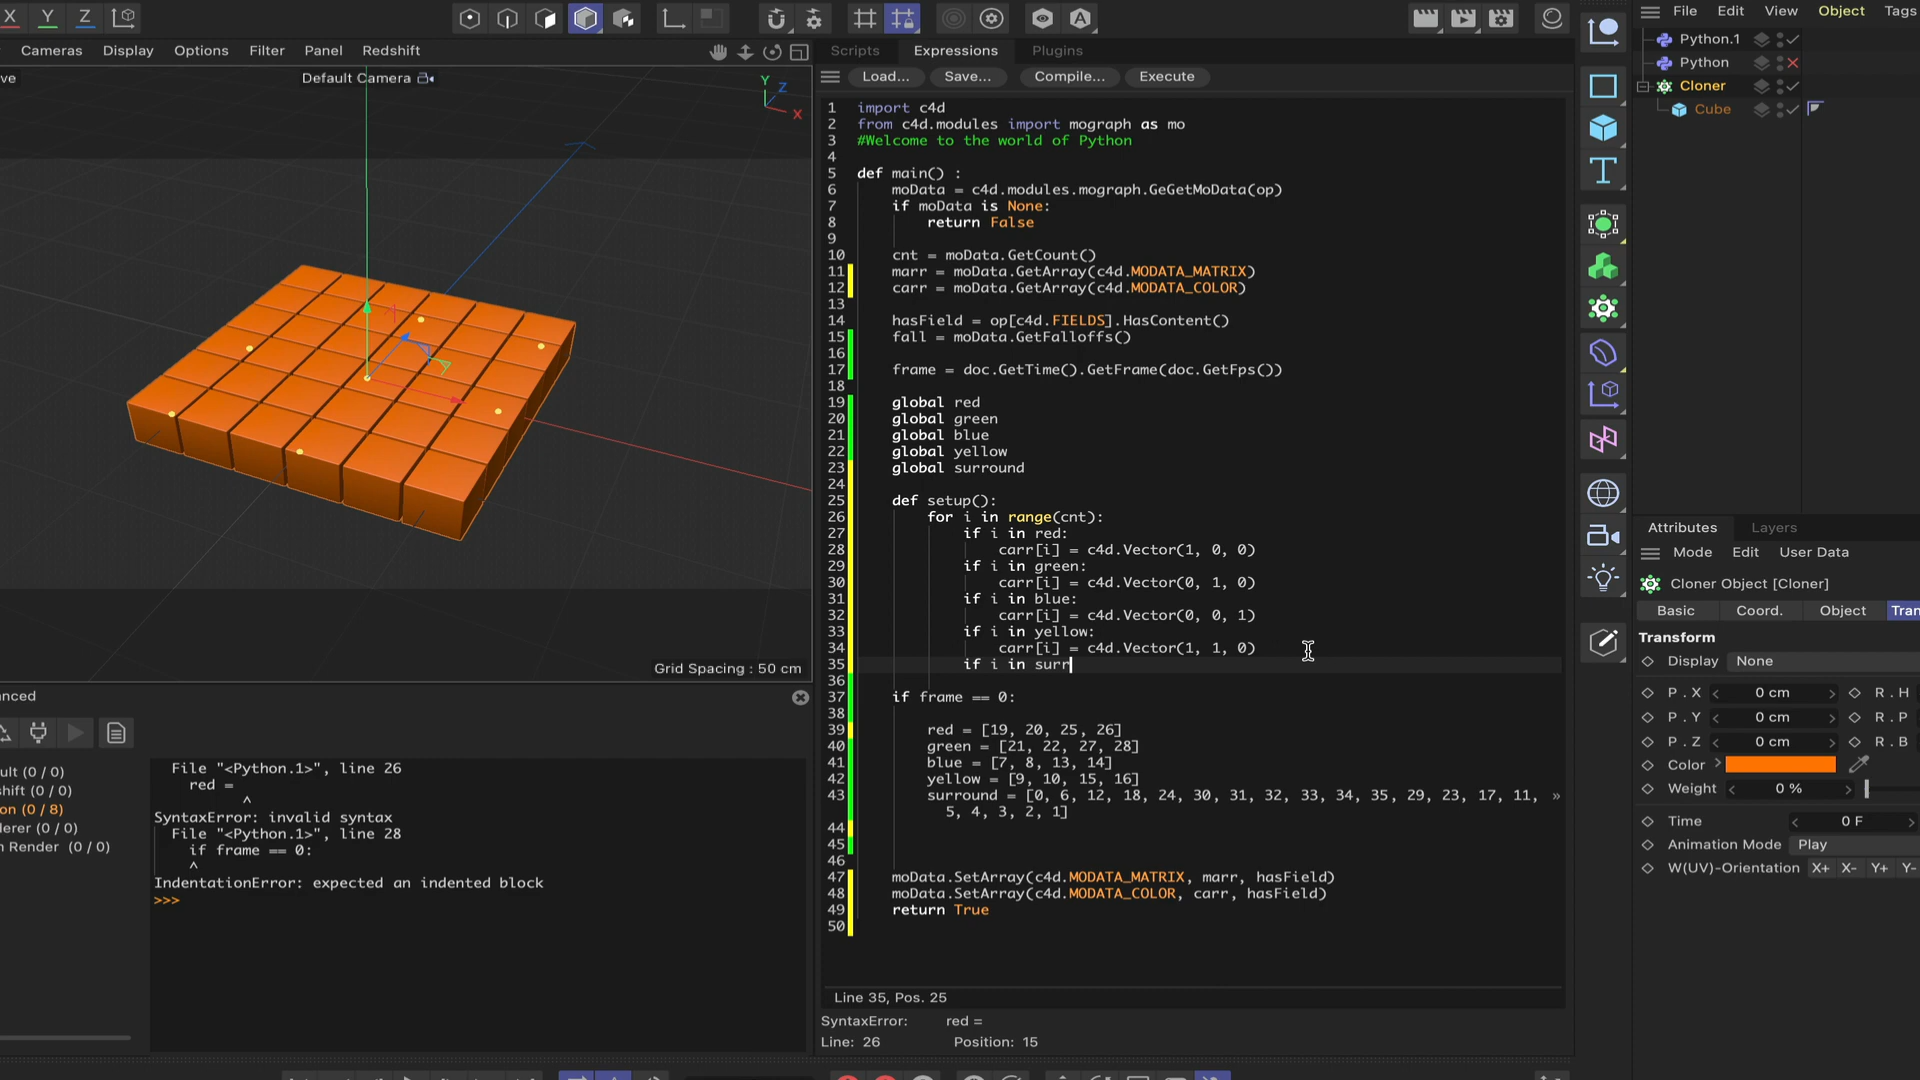 X Y Z
File Edit View Object Tags
Cameras Display Options Filter Panel Redshift
Scripts Expressions Plugins
Default Camera
Y
Z
X
Load... Save... Compile... Execute
Python.1
Python
Cloner
Cube
1 import c4d
2 from c4d.modules import mograph as mo
3 #Welcome to the world of Python
4
5 def main() :
6 moData = c4d.modules.mograph.GeGetMoData(op)
7 if moData is None:
8 return False
9
10 cnt = moData.GetCount()
11 marr = moData.GetArray(c4d.MODATA_MATRIX)
12 carr = moData.GetArray(c4d.MODATA_COLOR)
13
14 hasField = op[c4d.FIELDS].HasContent()
15 fall = moData.GetFalloffs()
16
17 frame = doc.GetTime().GetFrame(doc.GetFps())
18
19 global red
20 global green
21 global blue
22 global yellow
23 global surround
24
25 def setup():
26 for i in range(cnt):
27 if i in red:
28 carr[i] = c4d.Vector(1, 0, 0)
29 if i in green:
30 carr[i] = c4d.Vector(0, 1, 0)
31 if i in blue:
32 carr[i] = c4d.Vector(0, 0, 1)
33 if i in yellow:
34 carr[i] = c4d.Vector(1, 1, 0)
35 if i in surr
36
37 if frame == 0:
38
39 red = [19, 20, 25, 26]
40 green = [21, 22, 27, 28]
41 blue = [7, 8, 13, 14]
42 yellow = [9, 10, 15, 16]
43 surround = [0, 6, 12, 18, 24, 30, 31, 32, 33, 34, 35, 29, 23, 17, 11, »
5, 4, 3, 2, 1]
44
45
46
47 moData.SetArray(c4d.MODATA_MATRIX, marr, hasField)
48 moData.SetArray(c4d.MODATA_COLOR, carr, hasField)
49 return True
50
Line 35, Pos. 25
SyntaxError: red =
Line: 26 Position: 15
Grid Spacing : 50 cm
File "<Python.1>", line 26
red =
^
SyntaxError: invalid syntax
File "<Python.1>", line 28
if frame == 0:
^
IndentationError: expected an indented block
>>>
(0 / 0)
(0 / 0)
(0 / 8)
(0 / 0)
Render (0 / 0)
Attributes Layers
Mode Edit User Data
Cloner Object [Cloner]
Basic Coord. Object
Transform
Display None
P . X 0 cm R . H
P . Y 0 cm R . P
P . Z 0 cm R . B
Color
Weight 0 %
Time 0 F
Animation Mode Play
W(UV)-Orientation X+ X- Y+ Y-